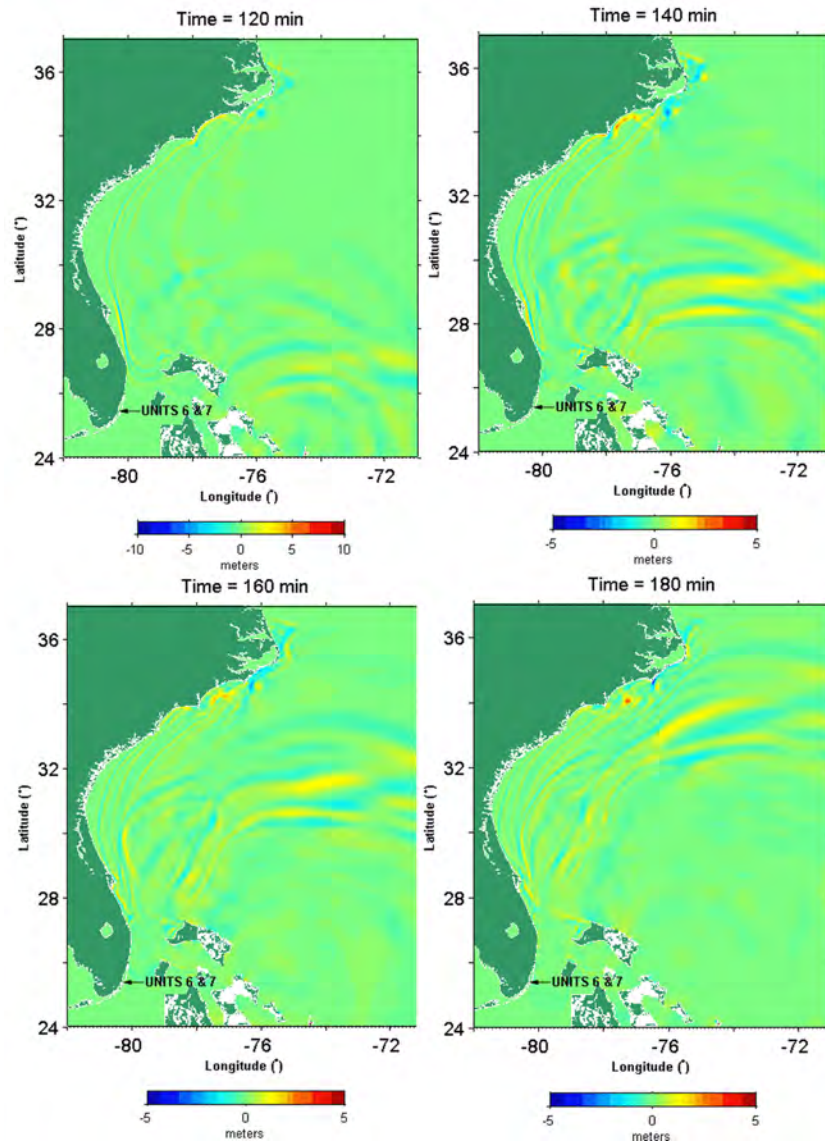 Time = 120 min
36
32
28
24
Latitude (°)
UNITS 6 & 7
-80
-76
-72
Longitude (°)
-10
-5
0
5
10
meters
Time = 140 min
36
32
28
24
Latitude (°)
UNITS 6 & 7
-80
-76
-72
Longitude (°)
-5
0
5
meters
Time = 160 min
36
32
28
24
Latitude (°)
UNITS 6 & 7
-80
-76
-72
Longitude (°)
-5
0
5
meters
Time = 180 min
36
32
28
24
Latitude (°)
UNITS 6 & 7
-80
-76
-72
Longitude (°)
-5
0
5
meters